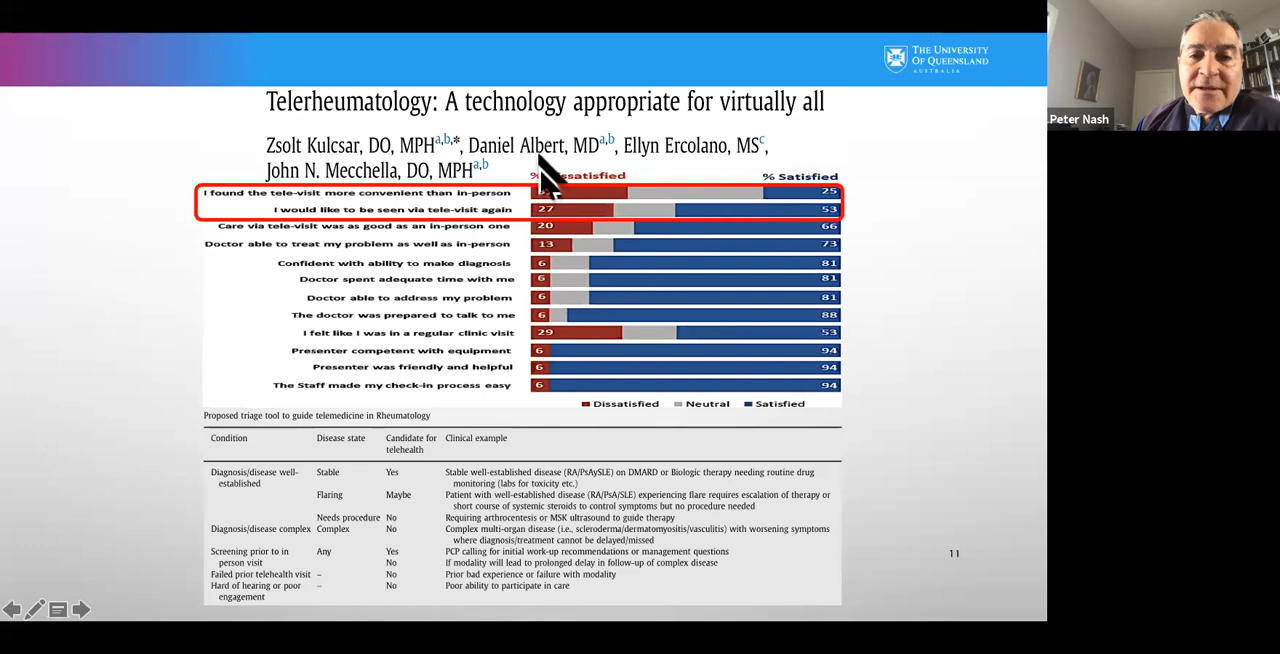 THE UNIVERSITY
OF QUEENSLAND
AUSTRALIA
Peter Nash
Telerheumatology: A technology appropriate for virtually all
Zsolt Kulcsar, DO, MPHa,b,*, Daniel Albert, MDa,b, Ellyn Ercolano, MSc,
John N. Mecchella, DO, MPHa,b
% Satisfied
I found the tele-visit more convenient than in-person 25
I would like to be seen via tele-visit again 27 53
Care via tele-visit was as good as an in-person one 20 66
Doctor able to treat my problem as well as in-person 13 73
Confident with ability to make diagnosis 6 81
Doctor spent adequate time with me 6 81
Doctor able to address my problem 6 81
The doctor was prepared to talk to me 6 88
I felt like I was in a regular clinic visit 29 53
Presenter competent with equipment 6 94
Presenter was friendly and helpful 6 94
The Staff made my check-in process easy 6 94
Dissatisfied Neutral Satisfied
Proposed triage tool to guide telemedicine in Rheumatology
Condition Disease state Candidate for telehealth Clinical example
Diagnosis/disease well- Stable Yes Stable well-established disease (RA/PsAySLE) on DMARD or Biologic therapy needing routine drug
established monitoring (labs for toxicity etc.)
Flaring Maybe Patient with well-established disease (RA/PsA/SLE) experiencing flare requires escalation of therapy or
short course of systemic steroids to control symptoms but no procedure needed
Needs procedure No Requiring arthrocentesis or MSK ultrasound to guide therapy
Diagnosis/disease complex Complex No Complex multi-organ disease (i.e., scleroderma/dermatomyositis/vasculitis) with worsening symptoms
where diagnosis/treatment cannot be delayed/missed
Screening prior to in Any Yes PCP calling for initial work-up recommendations or management questions
person visit No If modality will lead to prolonged delay in follow-up of complex disease
Failed prior telehealth visit – No Prior bad experience or failure with modality
Hard of hearing or poor – No Poor ability to participate in care
engagement
11